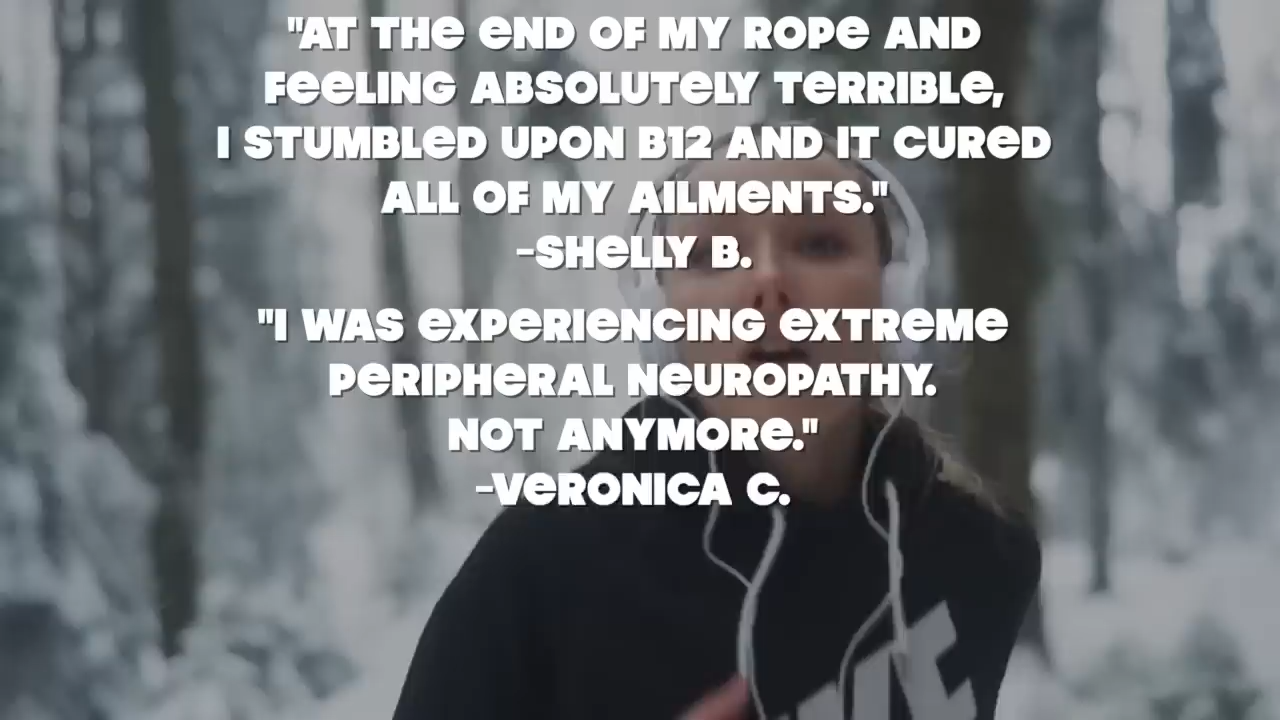 "AT THE END OF MY ROPE AND
FEELING ABSOLUTELY TERRIBLE,
I STUMBLED UPON B12 AND IT CURED
ALL OF MY AILMENTS."
-SHELLY B.
"I WAS EXPERIENCING EXTREME
PERIPHERAL NEUROPATHY.
NOT ANYMORE."
-VERONICA C.